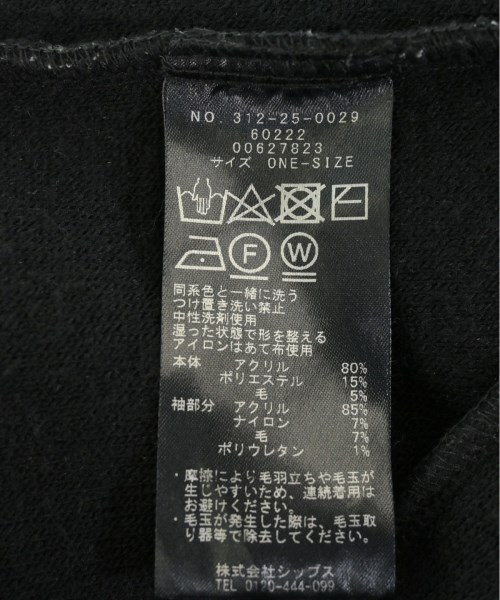 NO. 312-25-0029
60222
00627823
サイズ ONE-SIZE
F W
同系色と一緒に洗う
つけ置き洗い禁止
中性洗剤使用
湿った状態で形を整える
アイロンはあて布使用
本体 アクリル 80%
ポリエステル 15%
毛 5%
袖部分 アクリル 85%
ナイロン 7%
毛 7%
ポリウレタン 1%
・摩擦により毛羽立ちや毛玉が
生じやすいため、連続着用は
お避けください。
・毛玉が発生した際は、毛玉取
り器等で除去してください。
株式会社シップス
TEL 0120-444-099